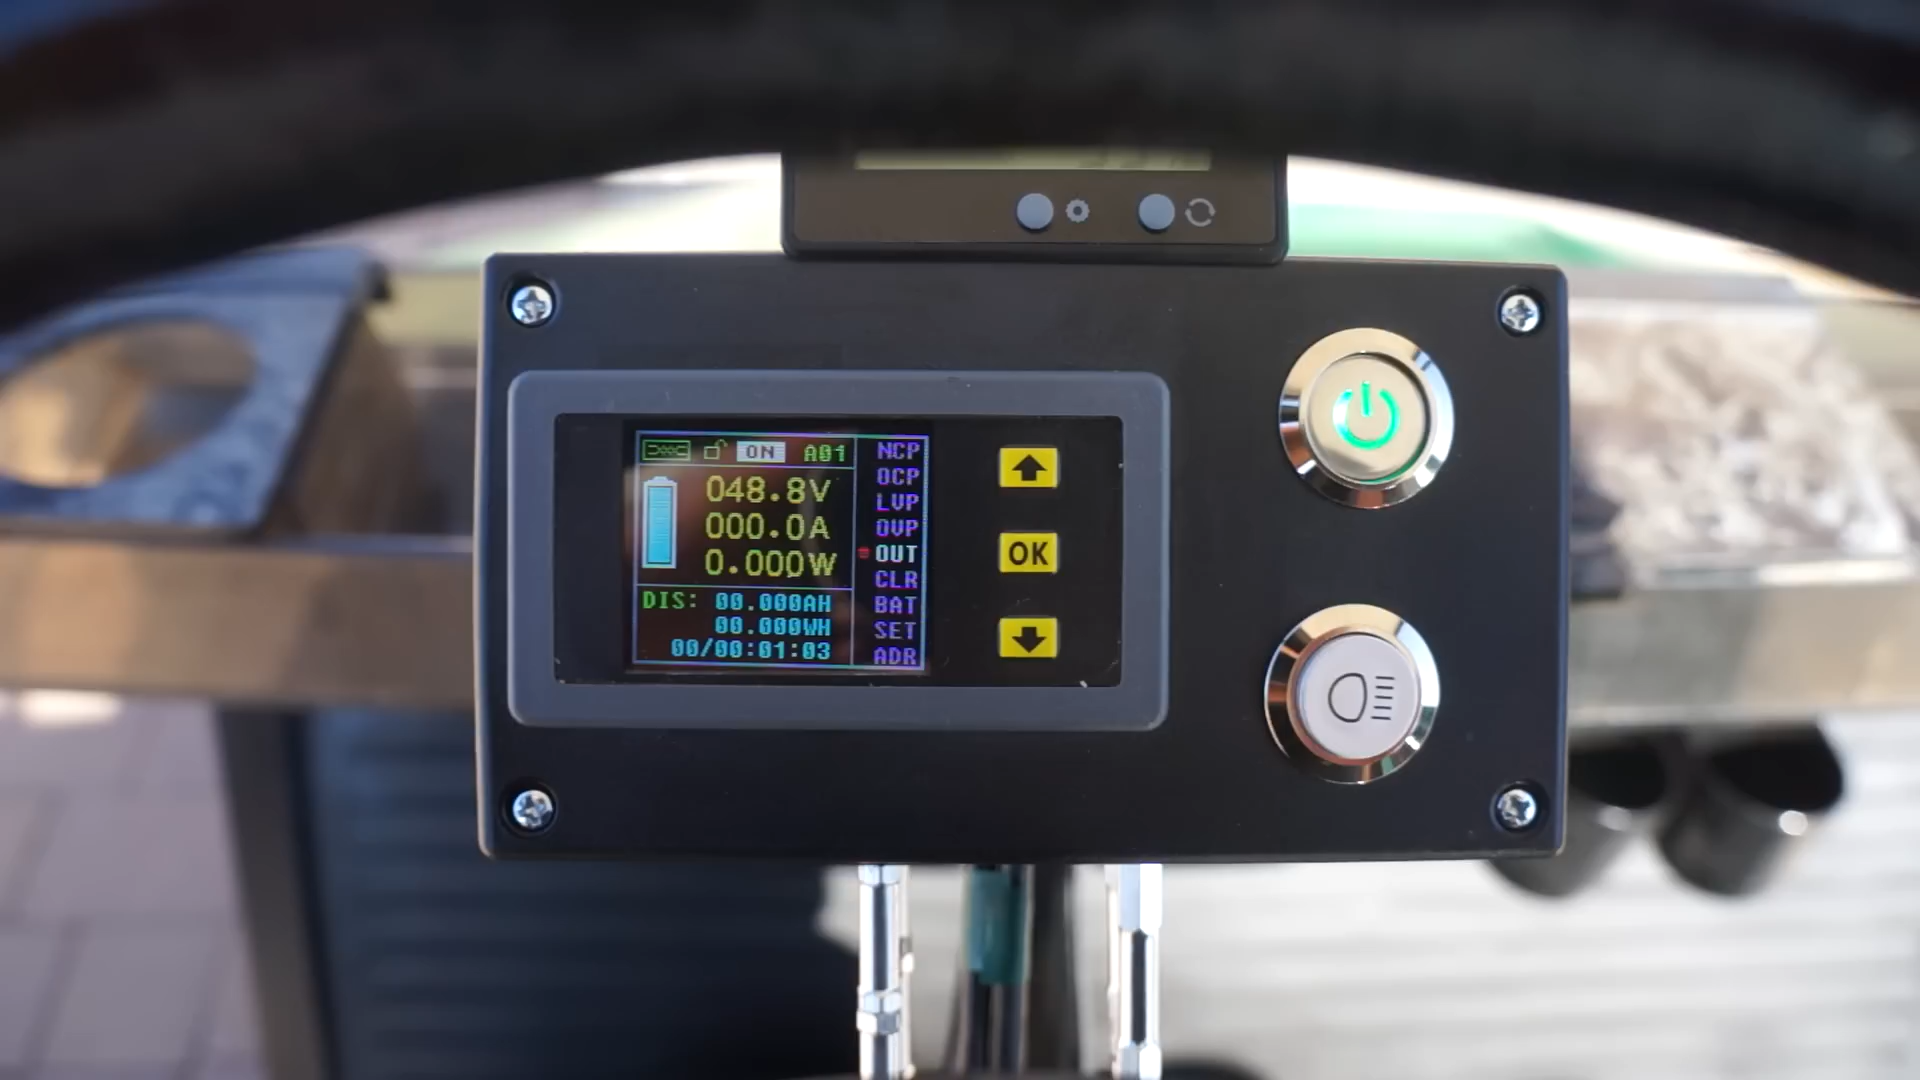 ON A01
048.8V
000.0A
0.000W
DIS: 00.000AH
00.000WH
00/00:01:03
NCP
OCP
LVP
OVP
OUT
CLR
BAT
SET
ADR
OK